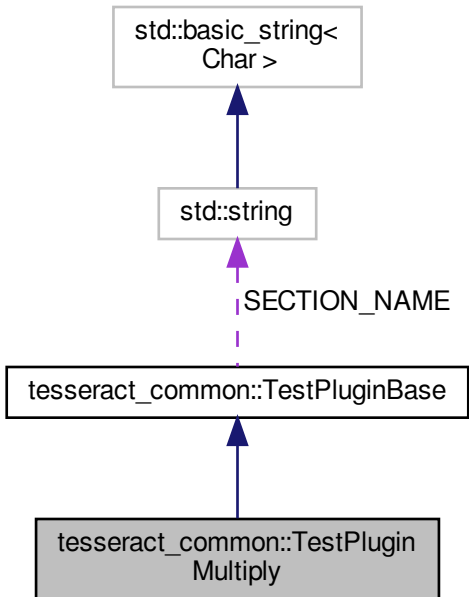 std::basic_string<
Char >
std::string
SECTION_NAME
tesseract_common::TestPluginBase
tesseract_common::TestPlugin
Multiply